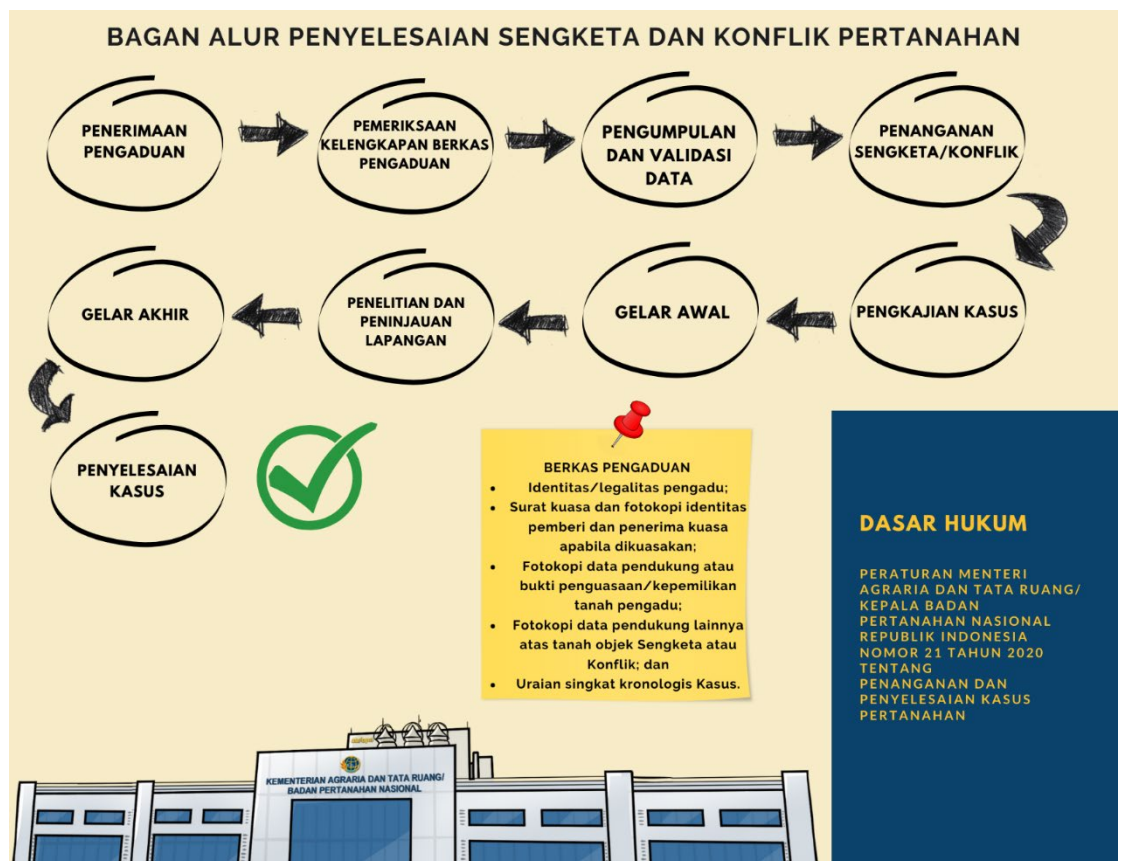 BAGAN ALUR PENYELESAIAN SENGKETA DAN KONFLIK PERTANAHAN
PENERIMAAN
PENGADUAN
PEMERIKSAAN
KELENGKAPAN BERKAS
PENGADUAN
PENGUMPULAN
DAN VALIDASI
DATA
PENANGANAN
SENGKETA/KONFLIK
PENGKAJIAN KASUS
GELAR AWAL
PENELITIAN DAN
PENINJAUAN
LAPANGAN
GELAR AKHIR
PENYELESAIAN
KASUS
BERKAS PENGADUAN
• Identitas/legalitas pengadu;
• Surat kuasa dan fotokopi identitas
pemberi dan penerima kuasa
apabila dikuasakan;
• Fotokopi data pendukung atau
bukti penguasaan/kepemilikan
tanah pengadu;
• Fotokopi data pendukung lainnya
atas tanah objek Sengketa atau
Konflik; dan
• Uraian singkat kronologis Kasus.
DASAR HUKUM
PERATURAN MENTERI
AGRARIA DAN TATA RUANG/
KEPALA BADAN
PERTANAHAN NASIONAL
REPUBLIK INDONESIA
NOMOR 21 TAHUN 2020
TENTANG
PENANGANAN DAN
PENYELESAIAN KASUS
PERTANAHAN
KEMENTERIAN AGRARIA DAN TATA RUANG/
BADAN PERTANAHAN NASIONAL